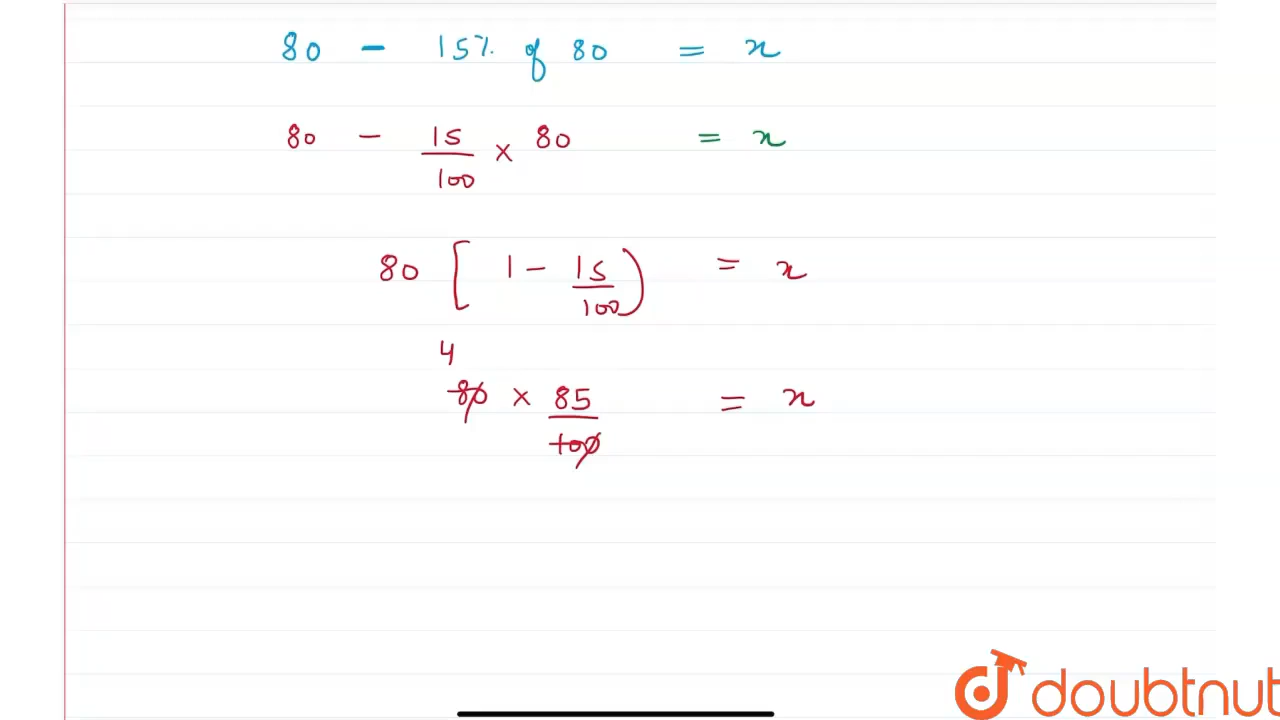 80 - 15% of 80 = x
80 - 15/100 × 80 = x
80 [ 1 - 15/100 ) = x
4
80 × 85/100 = x
doubtnut